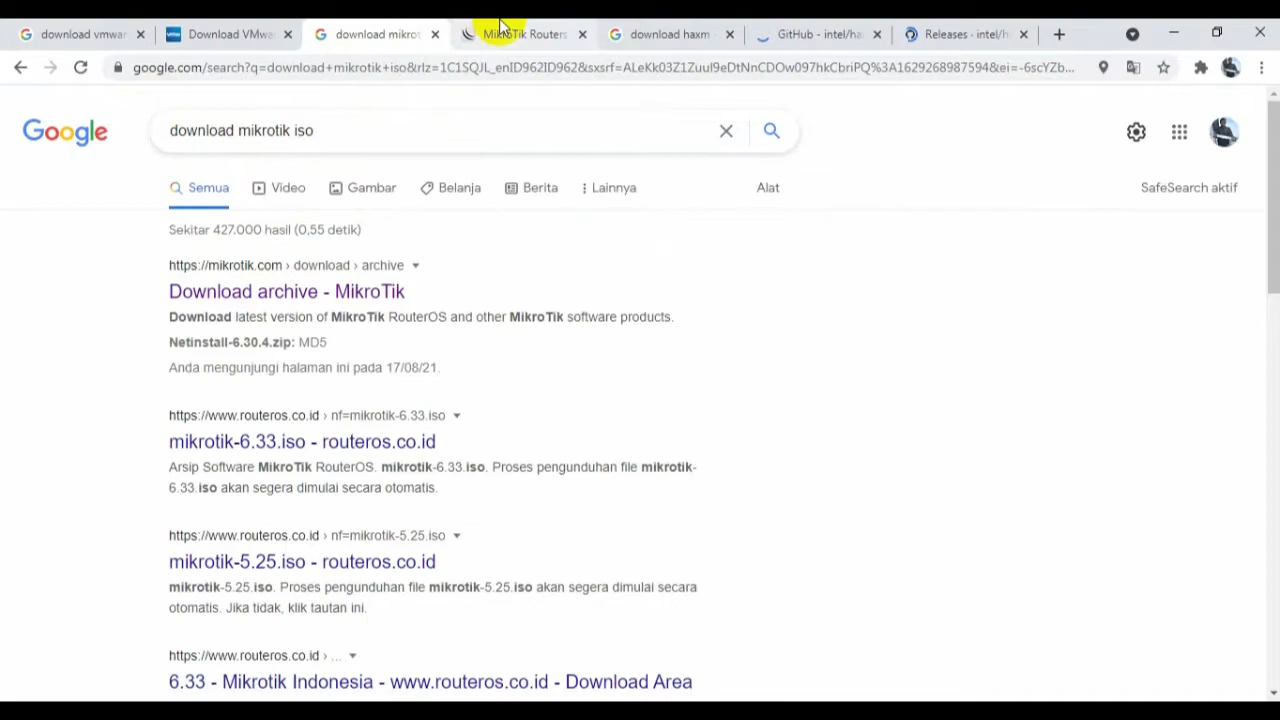 download vmwar
Download VMWa
download mikrot
MikroTik Routers
download haxm -
GitHub - intel/ha
Releases - intel/h
google.com/search?q=download+mikrotik+iso&rlz=1C1SQJL_enID962ID962&sxsrf=ALeKk03Z1Zuul9eDtNnCDOw097hkCbriPQ%3A1629268987594&ei=-6scYZb...
Google
download mikrotik iso
Semua
Video
Gambar
Belanja
Berita
Lainnya
Alat
SafeSearch aktif
Sekitar 427.000 hasil (0,55 detik)
https://mikrotik.com › download › archive
Download archive - MikroTik
Download latest version of MikroTik RouterOS and other MikroTik software products.
Netinstall-6.30.4.zip: MD5
Anda mengunjungi halaman ini pada 17/08/21.
https://www.routeros.co.id › nf=mikrotik-6.33.iso
mikrotik-6.33.iso - routeros.co.id
Arsip Software MikroTik RouterOS. mikrotik-6.33.iso. Proses pengunduhan file mikrotik-
6.33.iso akan segera dimulai secara otomatis.
https://www.routeros.co.id › nf=mikrotik-5.25.iso
mikrotik-5.25.iso - routeros.co.id
mikrotik-5.25.iso. Proses pengunduhan file mikrotik-5.25.iso akan segera dimulai secara
otomatis. Jika tidak, klik tautan ini.
https://www.routeros.co.id › ...
6.33 - Mikrotik Indonesia - www.routeros.co.id - Download Area